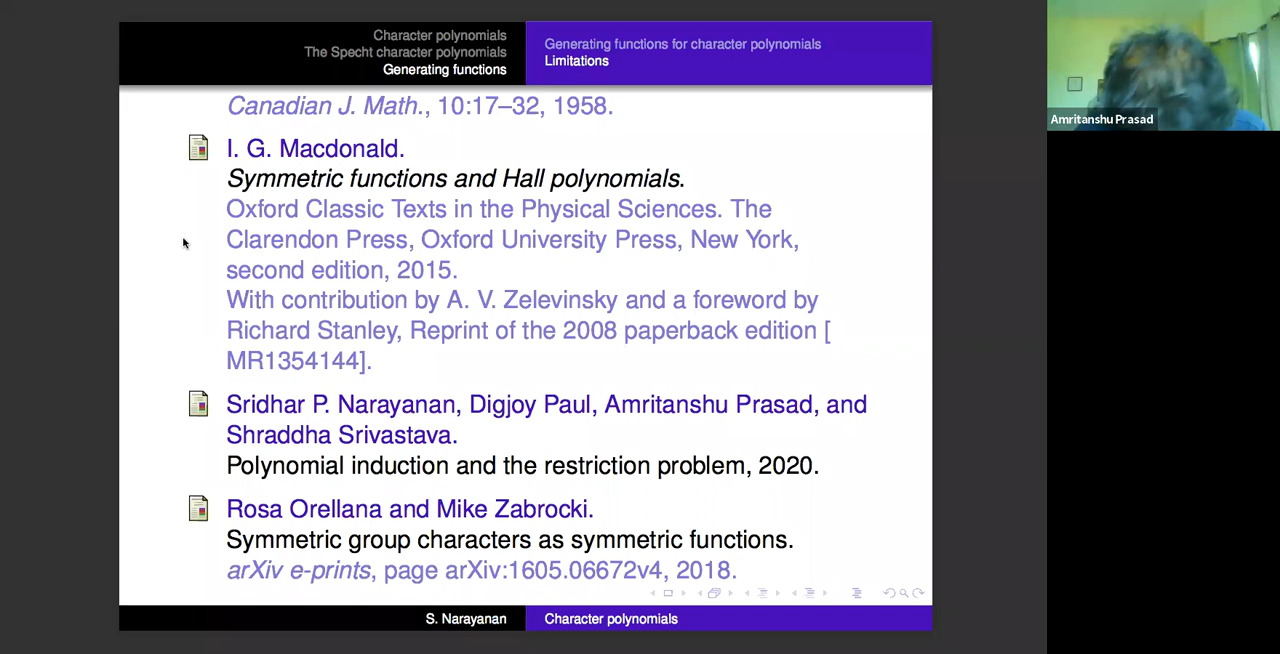 Character polynomials
The Specht character polynomials
Generating functions
Generating functions for character polynomials
Limitations
Canadian J. Math., 10:17–32, 1958.
I. G. Macdonald.
Symmetric functions and Hall polynomials.
Oxford Classic Texts in the Physical Sciences. The
Clarendon Press, Oxford University Press, New York,
second edition, 2015.
With contribution by A. V. Zelevinsky and a foreword by
Richard Stanley, Reprint of the 2008 paperback edition [
MR1354144].
Sridhar P. Narayanan, Digjoy Paul, Amritanshu Prasad, and
Shraddha Srivastava.
Polynomial induction and the restriction problem, 2020.
Rosa Orellana and Mike Zabrocki.
Symmetric group characters as symmetric functions.
arXiv e-prints, page arXiv:1605.06672v4, 2018.
S. Narayanan
Character polynomials
Amritanshu Prasad